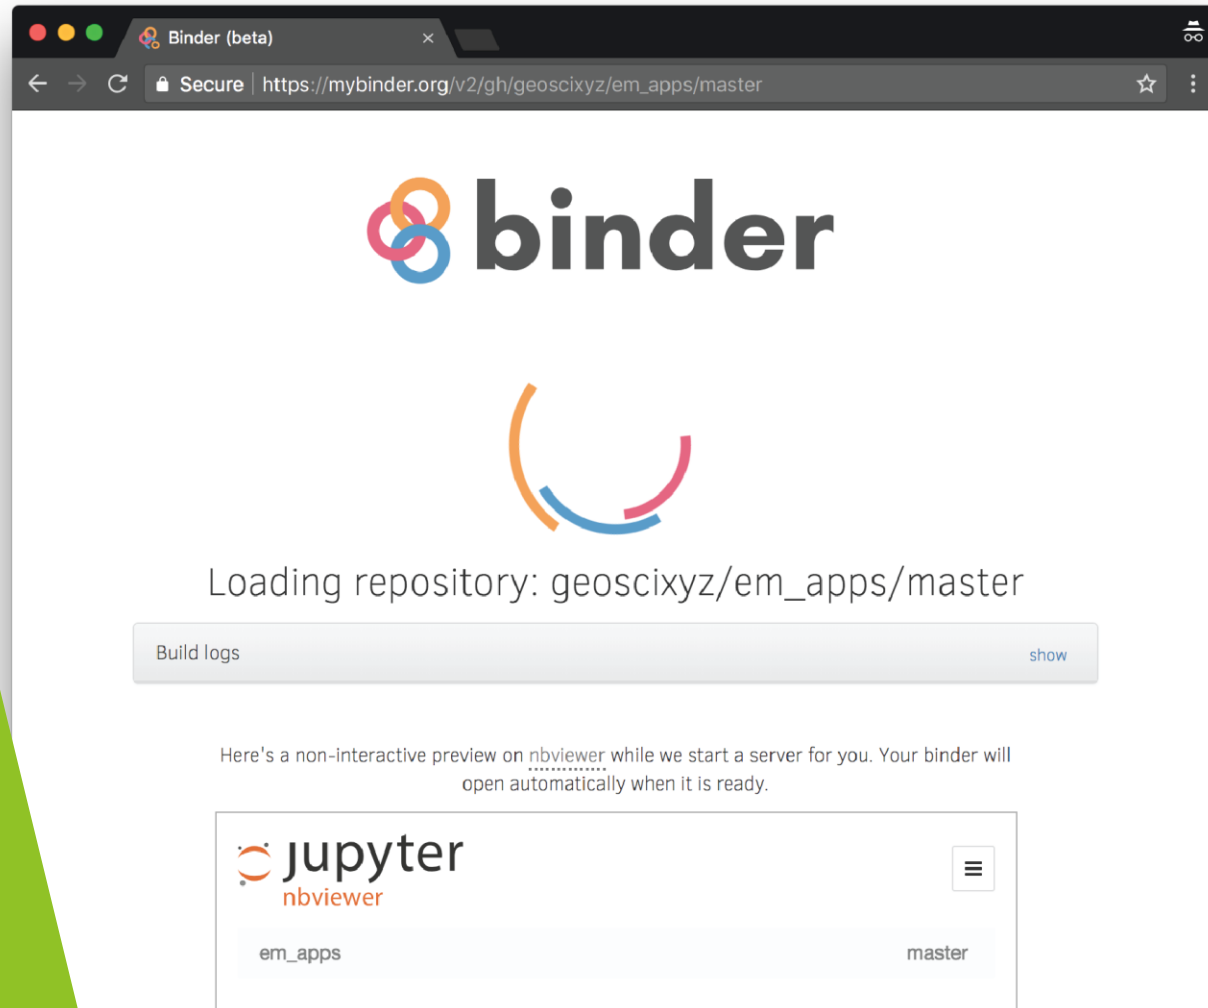 Binder (beta)
Secure | https://mybinder.org/v2/gh/geoscixyz/em_apps/master
binder
Loading repository: geoscixyz/em_apps/master
Build logs show
Here's a non-interactive preview on nbviewer while we start a server for you. Your binder will
open automatically when it is ready.
jupyter
nbviewer
em_apps master